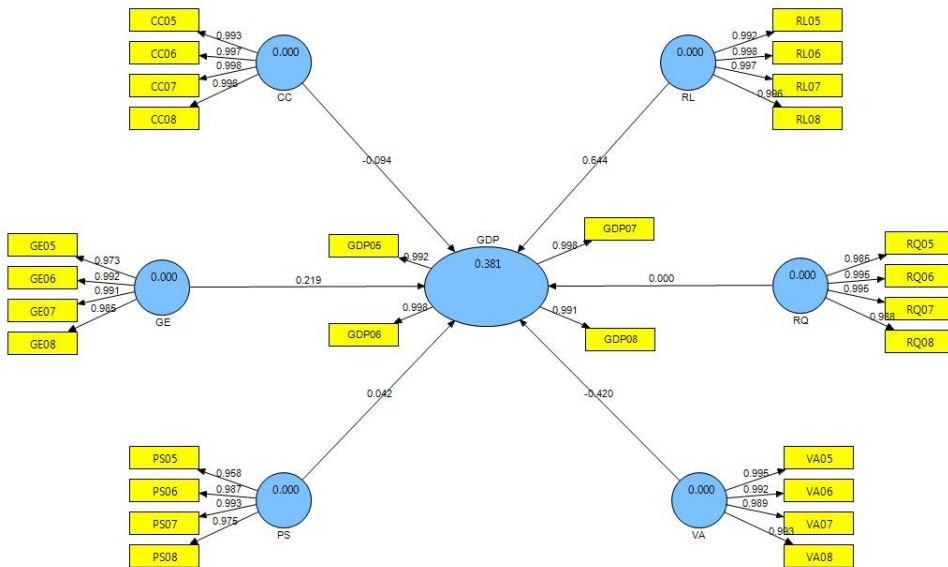 CC05
0.993
CC06
0.997
CC07
0.998
CC08
0.996
0.000
CC
RL05
0.992
RL06
0.998
RL07
0.997
RL08
0.996
0.000
RL
-0.094
0.644
GE05
0.973
GE06
0.992
GE07
0.991
GE08
0.985
0.000
GE
0.219
GDP
0.381
GDP05
0.992
GDP07
0.998
GDP06
0.998
GDP08
0.991
0.000
0.000
RQ
RQ05
0.985
RQ06
0.995
RQ07
0.995
RQ08
0.988
0.042
-0.420
PS05
0.958
PS06
0.987
PS07
0.993
PS08
0.975
0.000
PS
0.000
VA
VA05
0.995
VA06
0.992
VA07
0.989
VA08
0.993